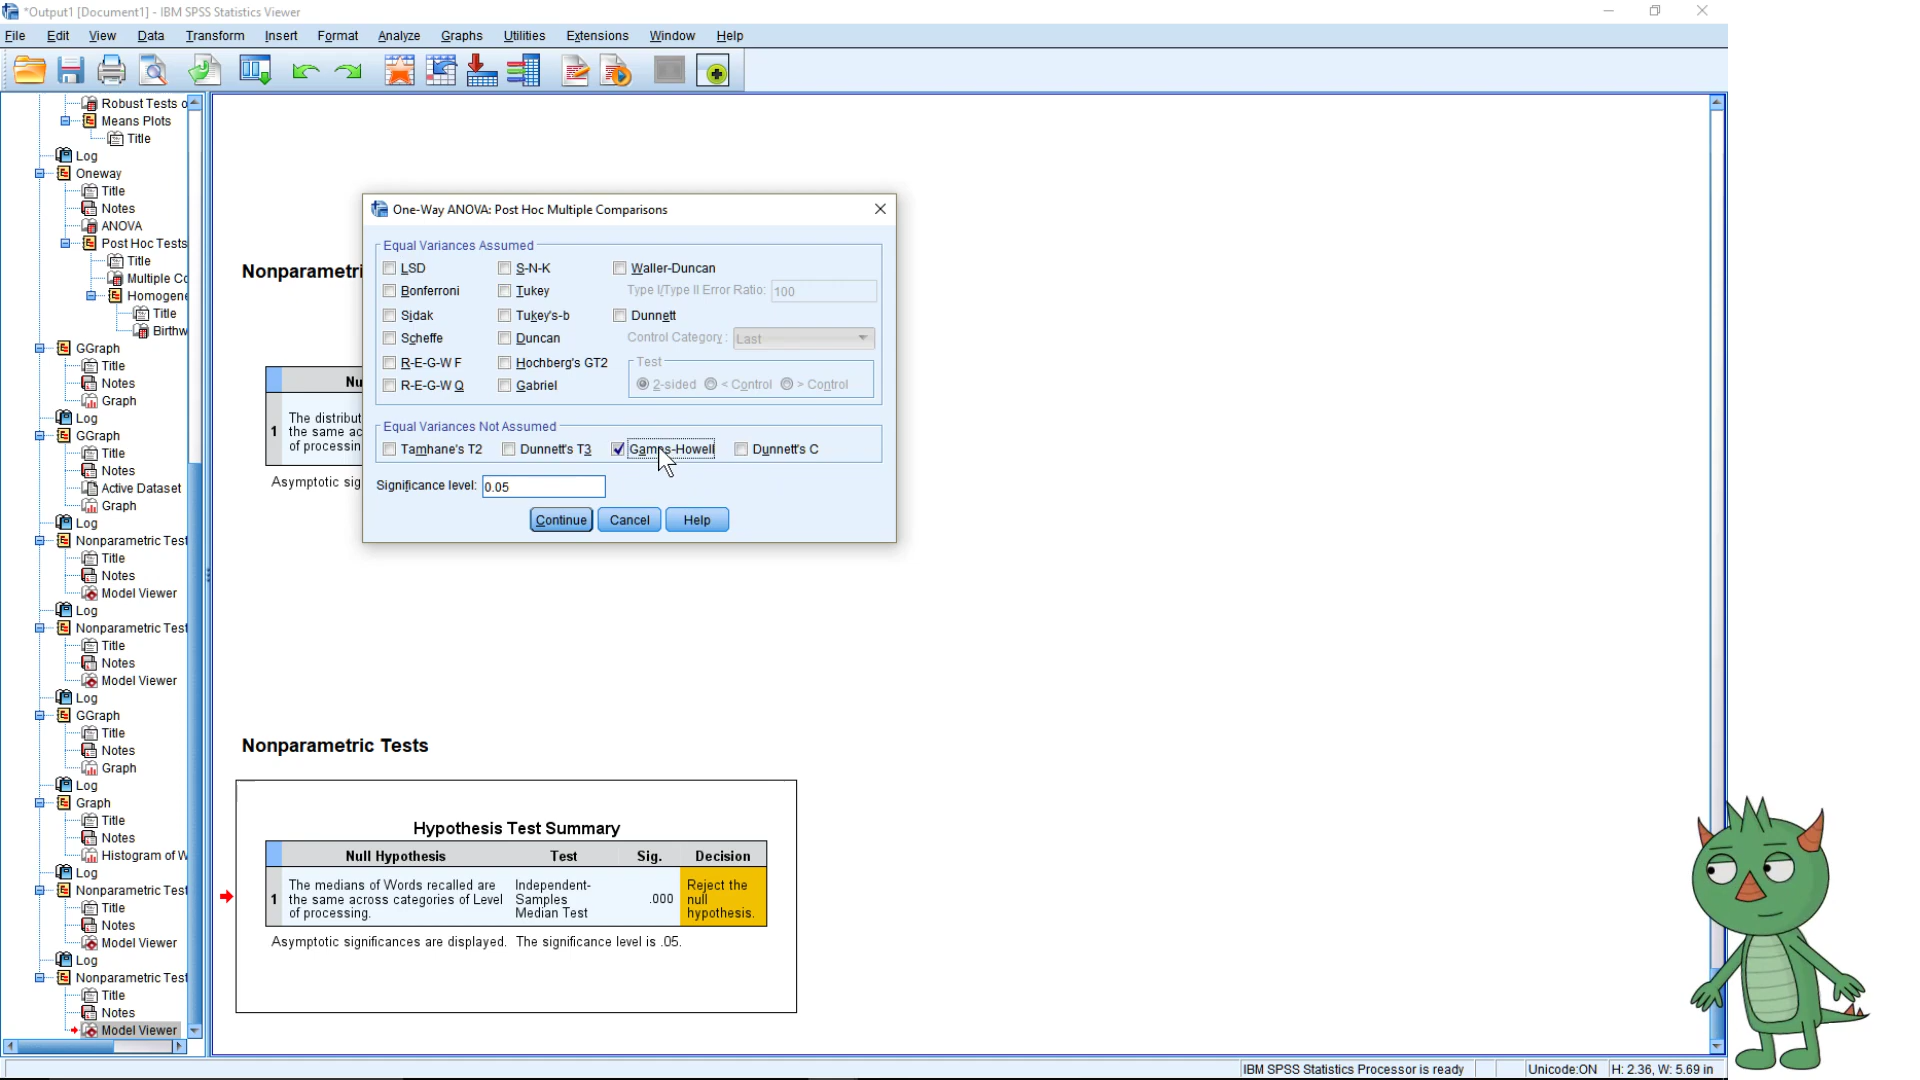 *Output1 [Document1] - IBM SPSS Statistics Viewer
File Edit View Data Transform Insert Format Analyze Graphs Utilities Extensions Window Help
Robust Tests o
Means Plots
Title
Log
Oneway
Title
Notes
ANOVA
Post Hoc Tests
Title
Multiple Co
Homogene
Title
Birthw
GGraph
Title
Notes
Graph
Log
GGraph
Title
Notes
Active Dataset
Graph
Log
Nonparametric Test
Title
Notes
Model Viewer
Log
Nonparametric Test
Title
Notes
Model Viewer
Log
GGraph
Title
Notes
Graph
Log
Graph
Title
Notes
Histogram of W
Log
Nonparametric Test
Title
Notes
Model Viewer
Log
Nonparametric Test
Title
Notes
Model Viewer
Nonparametri
Nu
1
The distribut
the same ac
of processin
Asymptotic sig
One-Way ANOVA: Post Hoc Multiple Comparisons
Equal Variances Assumed
LSD S-N-K Waller-Duncan
Bonferroni Tukey Type I/Type II Error Ratio: 100
Sidak Tukey's-b Dunnett
Scheffe Duncan Control Category: Last
R-E-G-W F Hochberg's GT2 Test
R-E-G-W Q Gabriel 2-sided < Control > Control
Equal Variances Not Assumed
Tamhane's T2 Dunnett's T3 Games-Howell Dunnett's C
Significance level: 0.05
Continue Cancel Help
Nonparametric Tests
Hypothesis Test Summary
Null Hypothesis Test Sig. Decision
1
The medians of Words recalled are
the same across categories of Level
of processing.
Independent-
Samples
Median Test
.000
Reject the
null
hypothesis.
Asymptotic significances are displayed. The significance level is .05.
IBM SPSS Statistics Processor is ready Unicode:ON H: 2.36, W: 5.69 in